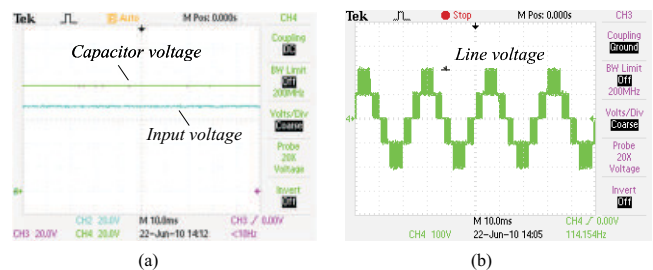 Tek Auto M Pos: 0.000s CH4
Coupling
DC
BW Limit
Off
200MHz
Volts/Div
Coarse
Probe
20X
Voltage
Invert
Off
Capacitor voltage
Input voltage
CH2 20.0V M 10.0ms CH3 / 0.00V
CH3 20.0V CH4 20.0V 22-Jun-10 14:12 <10Hz
(a)
Tek Stop M Pos: 0.000s CH3
Coupling
Ground
BW Limit
Off
200MHz
Volts/Div
Coarse
Probe
20X
Voltage
Invert
Off
Line voltage
4
M 10.0ms CH4 / 0.00V
CH4 100V 22-Jun-10 14:05 114.154Hz
(b)